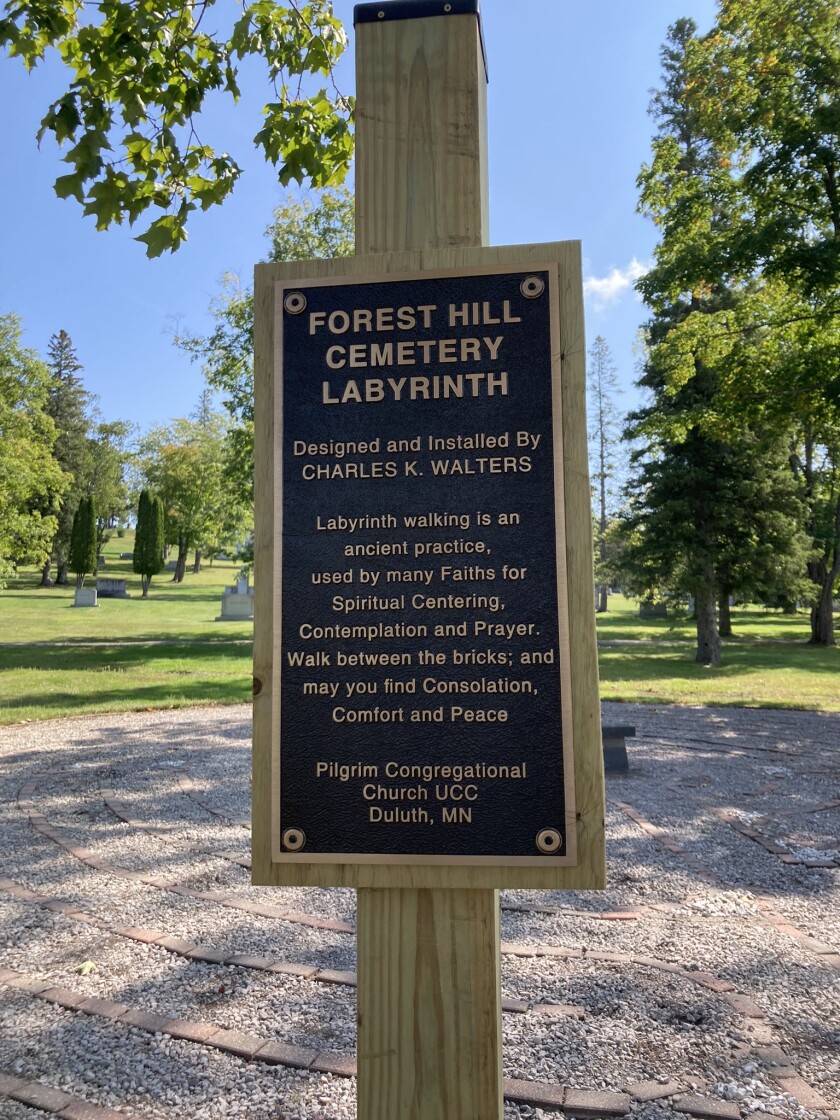 FOREST HILL
CEMETERY
LABYRINTH
Designed and Installed By
CHARLES K. WALTERS
Labyrinth walking is an
ancient practice,
used by many Faiths for
Spiritual Centering,
Contemplation and Prayer.
Walk between the bricks; and
may you find Consolation,
Comfort and Peace
Pilgrim Congregational
Church UCC
Duluth, MN